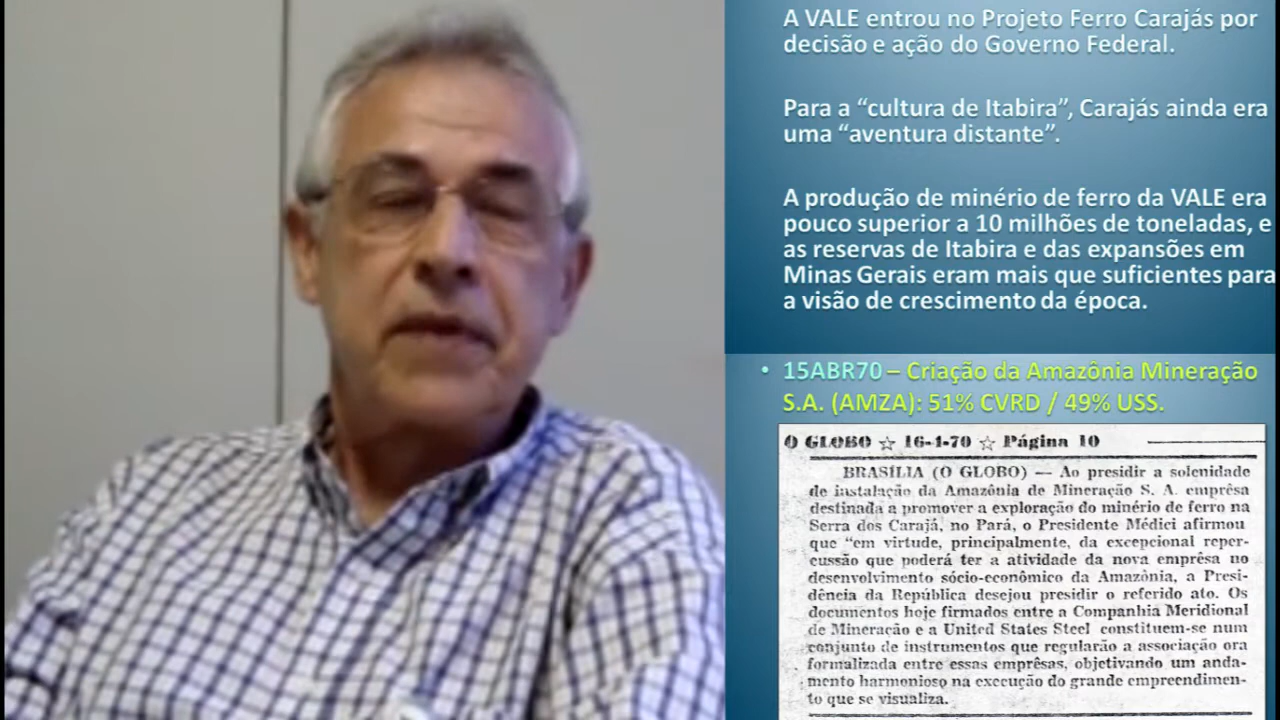 A VALE entrou no Projeto Ferro Carajás por
decisão e ação do Governo Federal.
Para a “cultura de Itabira”, Carajás ainda era
uma “aventura distante”.
A produção de minério de ferro da VALE era
pouco superior a 10 milhões de toneladas, e
as reservas de Itabira e das expansões em
Minas Gerais eram mais que suficientes para
a visão de crescimento da época.
• 15ABR70 – Criação da Amazônia Mineração
S.A. (AMZA): 51% CVRD / 49% USS.
O GLOBO ☆ 16-4-70 ☆ Página 10
BRASÍLIA (O GLOBO) — Ao presidir a solenidade
de instalação da Amazônia de Mineração S. A. emprêsa
destinada a promover a exploração do minério de ferro na
Serra dos Carajá, no Pará, o Presidente Médici afirmou
que “em virtude, principalmente, da excepcional reper-
cussão que poderá ter a atividade da nova emprêsa no
desenvolvimento sócio-econômico da Amazônia, a Presi-
dência da República desejou presidir o referido ato. Os
documentos hoje firmados entre a Companhia Meridional
de Mineração e a United States Steel constituem-se num
conjunto de instrumentos que regularão a associação ora
formalizada entre essas emprêsas, objetivando um anda-
mento harmonioso na execução do grande empreendimen-
to que se visualiza.